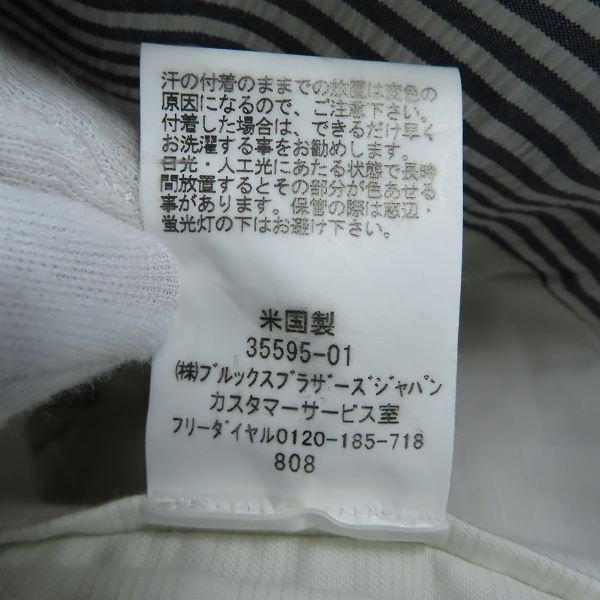 汗の付着のままでの放置は変色の
原因になるので、ご注意下さい。
付着した場合は、できるだけ早く
お洗濯する事をお勧めします。
日光・人工光にあたる状態で長時
間放置するとその部分が色あせる
事があります。保管の際は窓辺・
蛍光灯の下はお避け下さい。
米国製
35595-01
㈱ブルックスブラザーズジャパン
カスタマーサービス室
フリーダイヤル0120-185-718
808